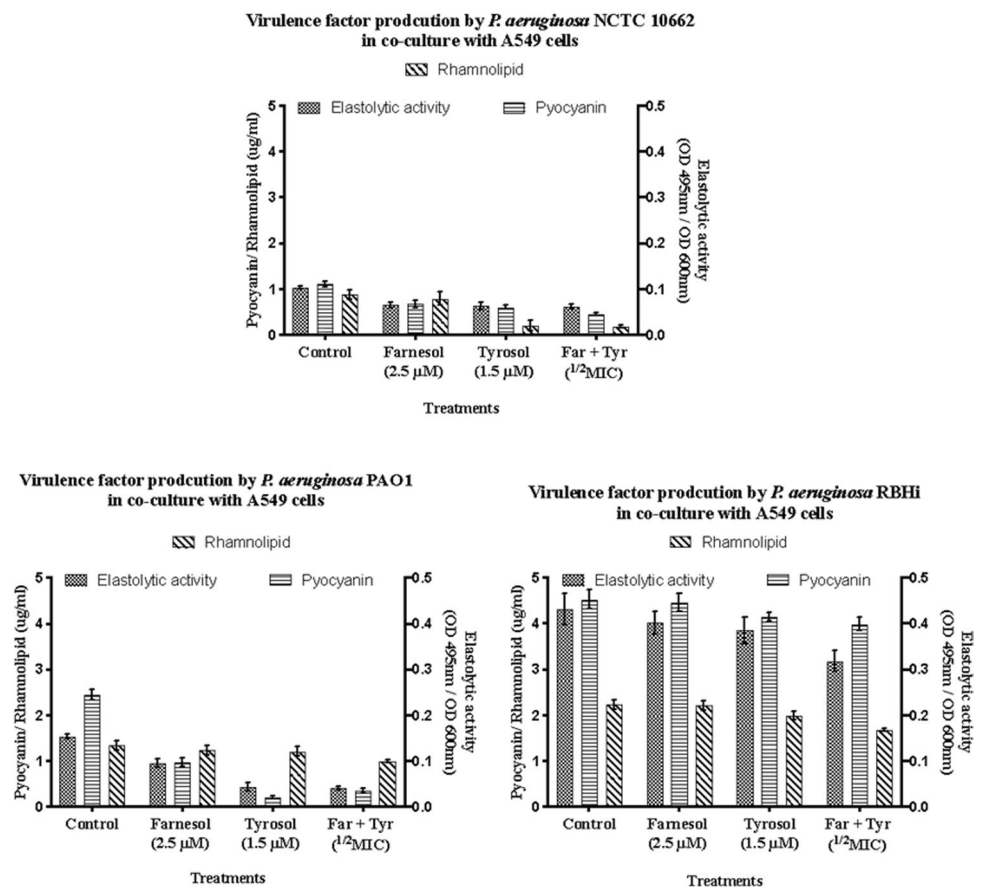 Virulence factor prodcution by P. aeruginosa NCTC 10662
in co-culture with A549 cells
Rhamnolipid
Elastolytic activity
Pyocyanin
Pyocyanin/ Rhamnolipid (ug/ml)
5
4
3
2
1
0
0.5
0.4
0.3
0.2
0.1
0.0
Elastolytic activity
(OD 495nm / OD 600nm)
Control
Farnesol
(2.5 µM)
Tyrosol
(1.5 µM)
Far + Tyr
(1/2MIC)
Treatments
Virulence factor prodcution by P. aeruginosa PAO1
in co-culture with A549 cells
Rhamnolipid
Elastolytic activity
Pyocyanin
Pyocyanin/ Rhamnolipid (ug/ml)
5
4
3
2
1
0
0.5
0.4
0.3
0.2
0.1
0.0
Elastolytic activity
(OD 495nm / OD 600nm)
Control
Farnesol
(2.5 µM)
Tyrosol
(1.5 µM)
Far + Tyr
(1/2MIC)
Treatments
Virulence factor prodcution by P. aeruginosa RBHi
in co-culture with A549 cells
Rhamnolipid
Elastolytic activity
Pyocyanin
Pyocyanin/ Rhamnolipid (ug/ml)
5
4
3
2
1
0
0.5
0.4
0.3
0.2
0.1
0.0
Elastolytic activity
(OD 495nm / OD 600nm)
Control
Farnesol
(2.5 µM)
Tyrosol
(1.5 µM)
Far + Tyr
(1/2MIC)
Treatments